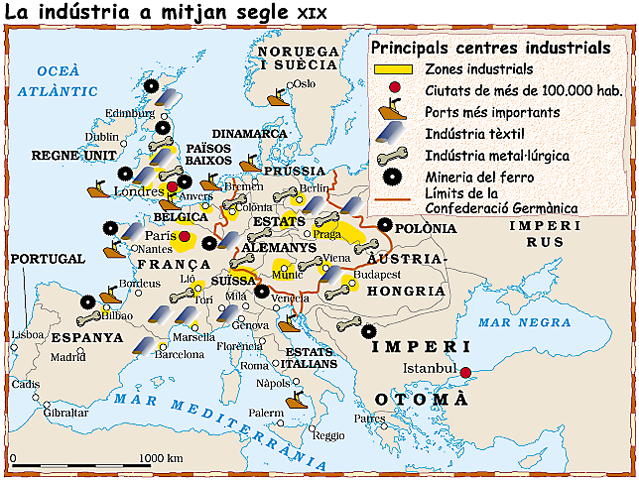 La indústria a mitjan segle XIX
Principals centres industrials
Zones industrials
Ciutats de més de 100.000 hab.
Ports més importants
Indústria tèxtil
Indústria metal·lúrgica
Mineria del ferro
Límits de la
Confederació Germànica
OCEÀ
ATLÀNTIC
NORUEGA
I SUÈCIA
Oslo
Edimburg
Dublín
DINAMARCA
REGNE UNIT
PAÏSOS
BAIXOS
PRÚSSIA
Londres
Bremen
Berlín
Anvers
Colònia
BELGICA
ESTATS
ALEMANYS
Praga
POLÒNIA
IMPERI
RUS
París
Nantes
FRANÇA
Viena
ÀUSTRIA-
HONGRIA
Munic
Budapest
PORTUGAL
SUÏSSA
Lió
Torí
Milà
Venècia
Bordeus
Bilbao
Gènova
MAR NEGRA
Lisboa
ESPANYA
Madrid
Marsella
Barcelona
Florència
ESTATS
ITALIANS
Roma
IMPERI
OTOMÀ
Istanbul
Cadis
Gibraltar
Nàpols
MAR MEDITERRÀNIA
Palerm
Reggio
Patres
0 1000 km